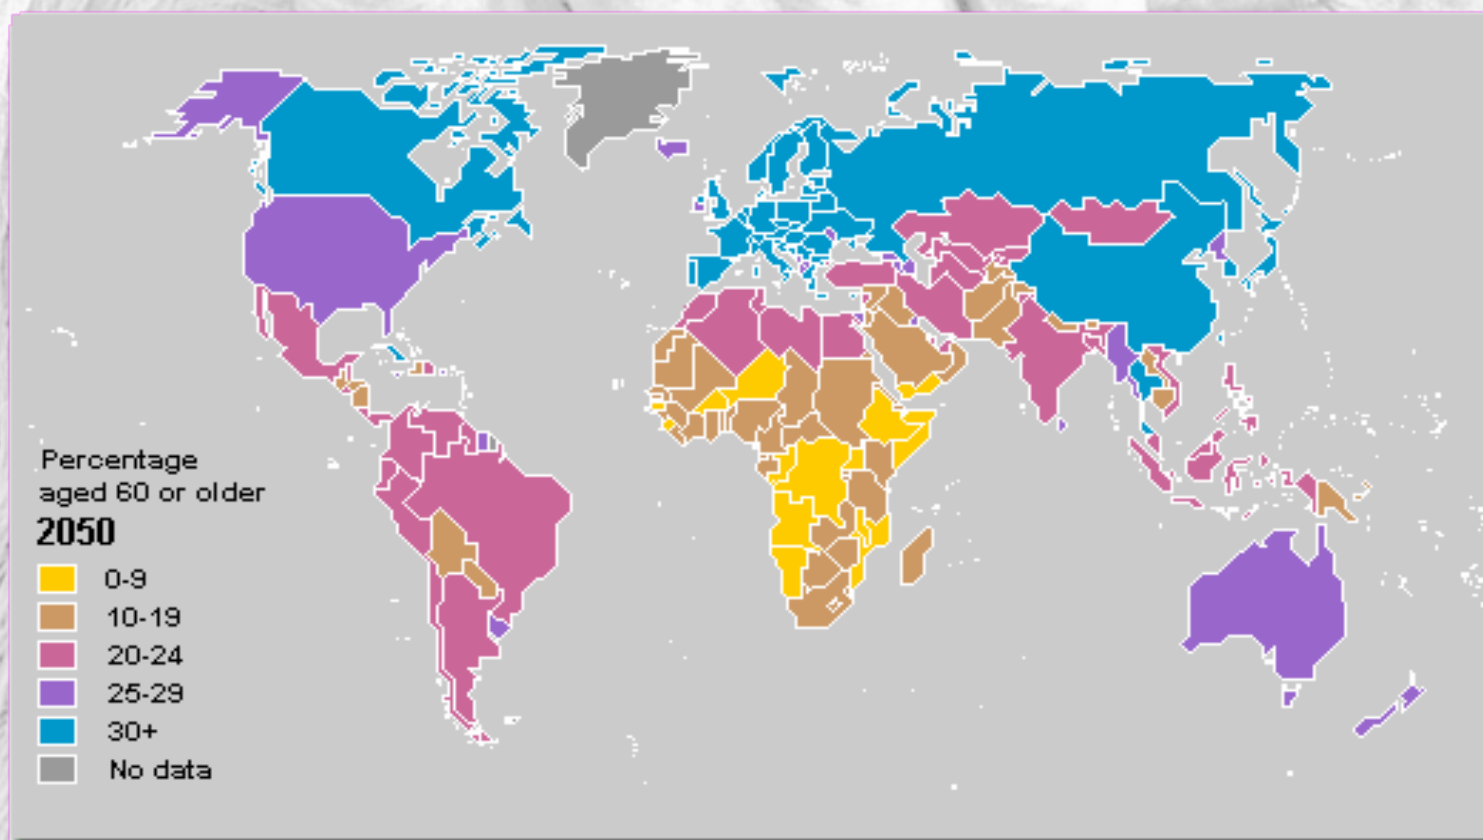 Percentage
aged 60 or older
2050
0-9
10-19
20-24
25-29
30+
No data